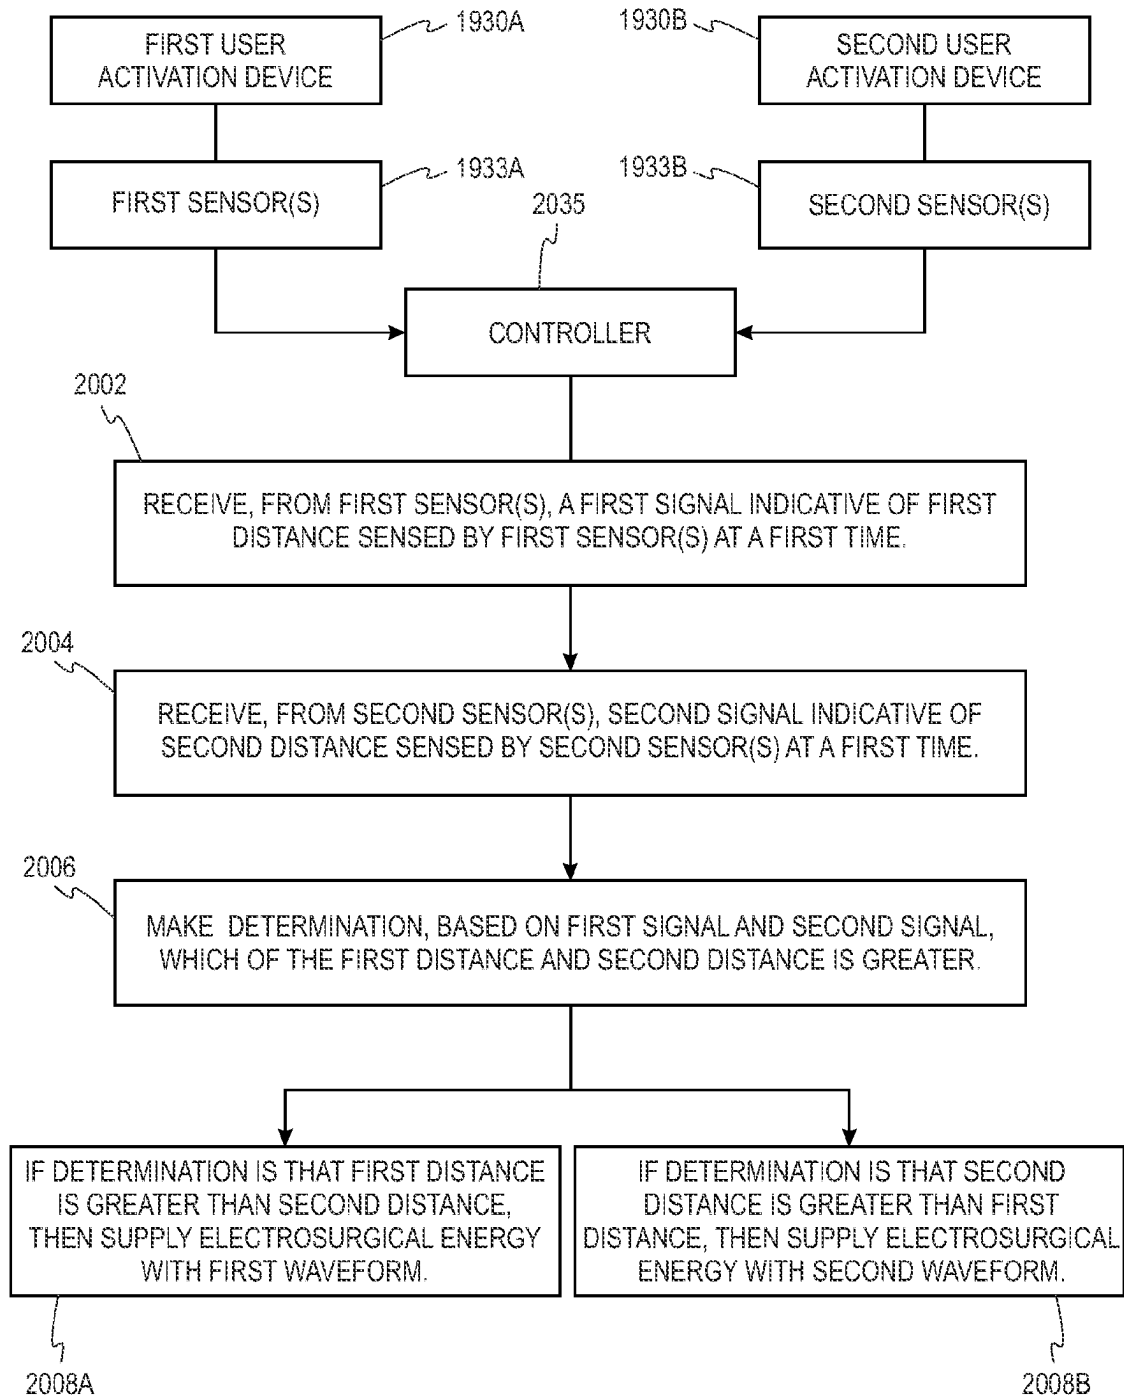 1930A
1930B
FIRST USER
ACTIVATION DEVICE
SECOND USER
ACTIVATION DEVICE
1933A
1933B
FIRST SENSOR(S)
SECOND SENSOR(S)
2035
CONTROLLER
2002
RECEIVE, FROM FIRST SENSOR(S), A FIRST SIGNAL INDICATIVE OF FIRST
DISTANCE SENSED BY FIRST SENSOR(S) AT A FIRST TIME.
2004
RECEIVE, FROM SECOND SENSOR(S), SECOND SIGNAL INDICATIVE OF
SECOND DISTANCE SENSED BY SECOND SENSOR(S) AT A FIRST TIME.
2006
MAKE DETERMINATION, BASED ON FIRST SIGNAL AND SECOND SIGNAL,
WHICH OF THE FIRST DISTANCE AND SECOND DISTANCE IS GREATER.
IF DETERMINATION IS THAT FIRST DISTANCE
IS GREATER THAN SECOND DISTANCE,
THEN SUPPLY ELECTROSURGICAL ENERGY
WITH FIRST WAVEFORM.
IF DETERMINATION IS THAT SECOND
DISTANCE IS GREATER THAN FIRST
DISTANCE, THEN SUPPLY ELECTROSURGICAL
ENERGY WITH SECOND WAVEFORM.
2008A
2008B